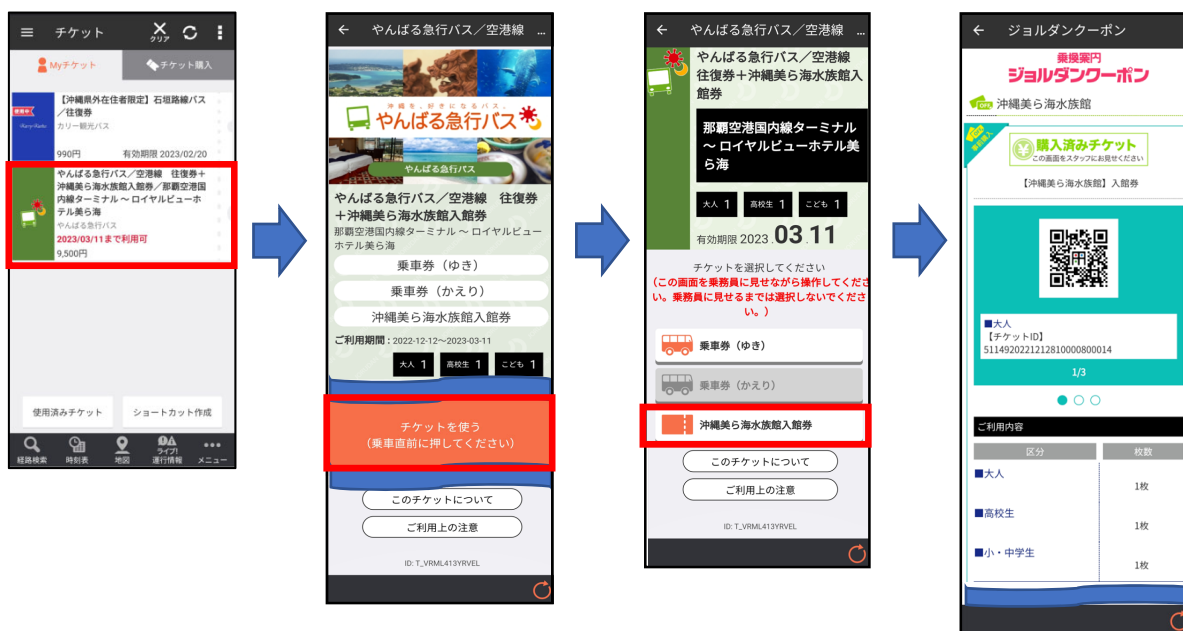 チケット
クリア
Myチケット
チケット購入
【沖縄県外在住者限定】石垣路線バス
／往復券
カリー観光バス
990円
有効期限 2023/02/20
やんばる急行バス／空港線 往復券＋
沖縄美ら海水族館入館券／那覇空港国
内線ターミナル 〜 ロイヤルビューホ
テル美ら海
やんばる急行バス
2023/03/11まで利用可
9,500円
使用済みチケット
ショートカット作成
経路検索
時刻表
地図
ライブ!
運行情報
メニュー
やんばる急行バス／空港線 ...
沖縄を、好きになるバス。
やんばる急行バス
やんばる急行バス
やんばる急行バス／空港線 往復券
＋沖縄美ら海水族館入館券
那覇空港国内線ターミナル 〜 ロイヤルビュー
ホテル美ら海
乗車券（ゆき）
乗車券（かえり）
沖縄美ら海水族館入館券
ご利用期間：2022-12-12〜2023-03-11
大人 1
高校生 1
こども 1
チケットを使う
（乗車直前に押してください）
このチケットについて
ご利用上の注意
ID: T_VRML413YRVEL
やんばる急行バス／空港線 ...
やんばる急行バス／空港線
往復券＋沖縄美ら海水族館入
館券
那覇空港国内線ターミナル
〜 ロイヤルビューホテル美
ら海
大人 1
高校生 1
こども 1
有効期限 2023.03.11
チケットを選択してください
（この画面を乗務員に見せながら操作してくださ
い。乗務員に見せるまでは選択しないでくださ
い。）
乗車券（ゆき）
乗車券（かえり）
沖縄美ら海水族館入館券
このチケットについて
ご利用上の注意
ID: T_VRML413YRVEL
ジョルダンクーポン
乗換案内
ジョルダンクーポン
沖縄美ら海水族館
購入済みチケット
この画面をスタッフにお見せください
【沖縄美ら海水族館】入館券
■大人
【チケットID】
5114920221212810000800014
1/3
ご利用内容
区分
枚数
■大人
1枚
■高校生
1枚
■小・中学生
1枚